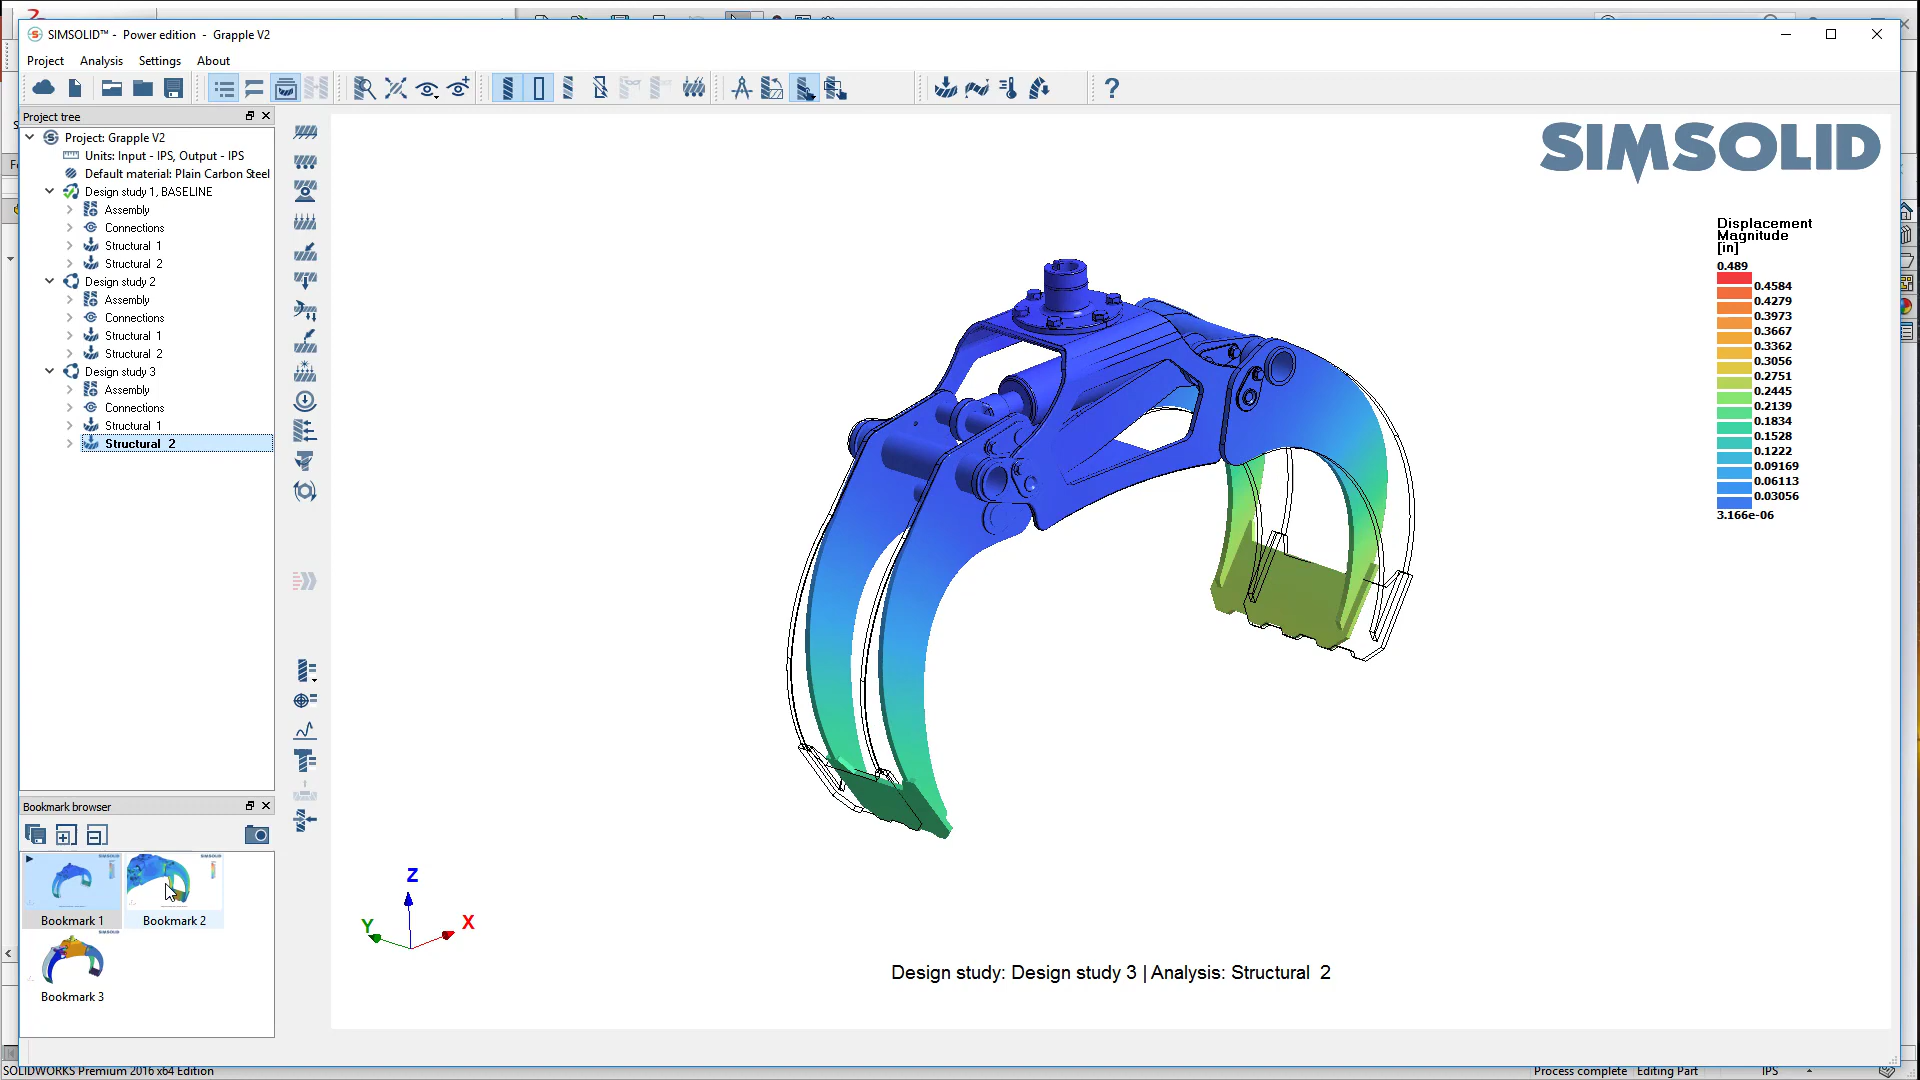 SIMSOLID™ - Power edition - Grapple V2
Project Analysis Settings About
Project tree
Project: Grapple V2
Units: Input - IPS, Output - IPS
Default material: Plain Carbon Steel
Design study 1, BASELINE
Assembly
Connections
Structural 1
Structural 2
Design study 2
Assembly
Connections
Structural 1
Structural 2
Design study 3
Assembly
Connections
Structural 1
Structural 2
SIMSOLID
Displacement
Magnitude
[in]
0.489
0.4584
0.4279
0.3973
0.3667
0.3362
0.3056
0.2751
0.2445
0.2139
0.1834
0.1528
0.1222
0.09169
0.06113
0.03056
3.166e-06
Bookmark browser
Bookmark 1
Bookmark 2
Bookmark 3
Z
Y
X
Design study: Design study 3 | Analysis: Structural 2
SOLIDWORKS Premium 2016 x64 Edition
Process complete Editing Part IPS